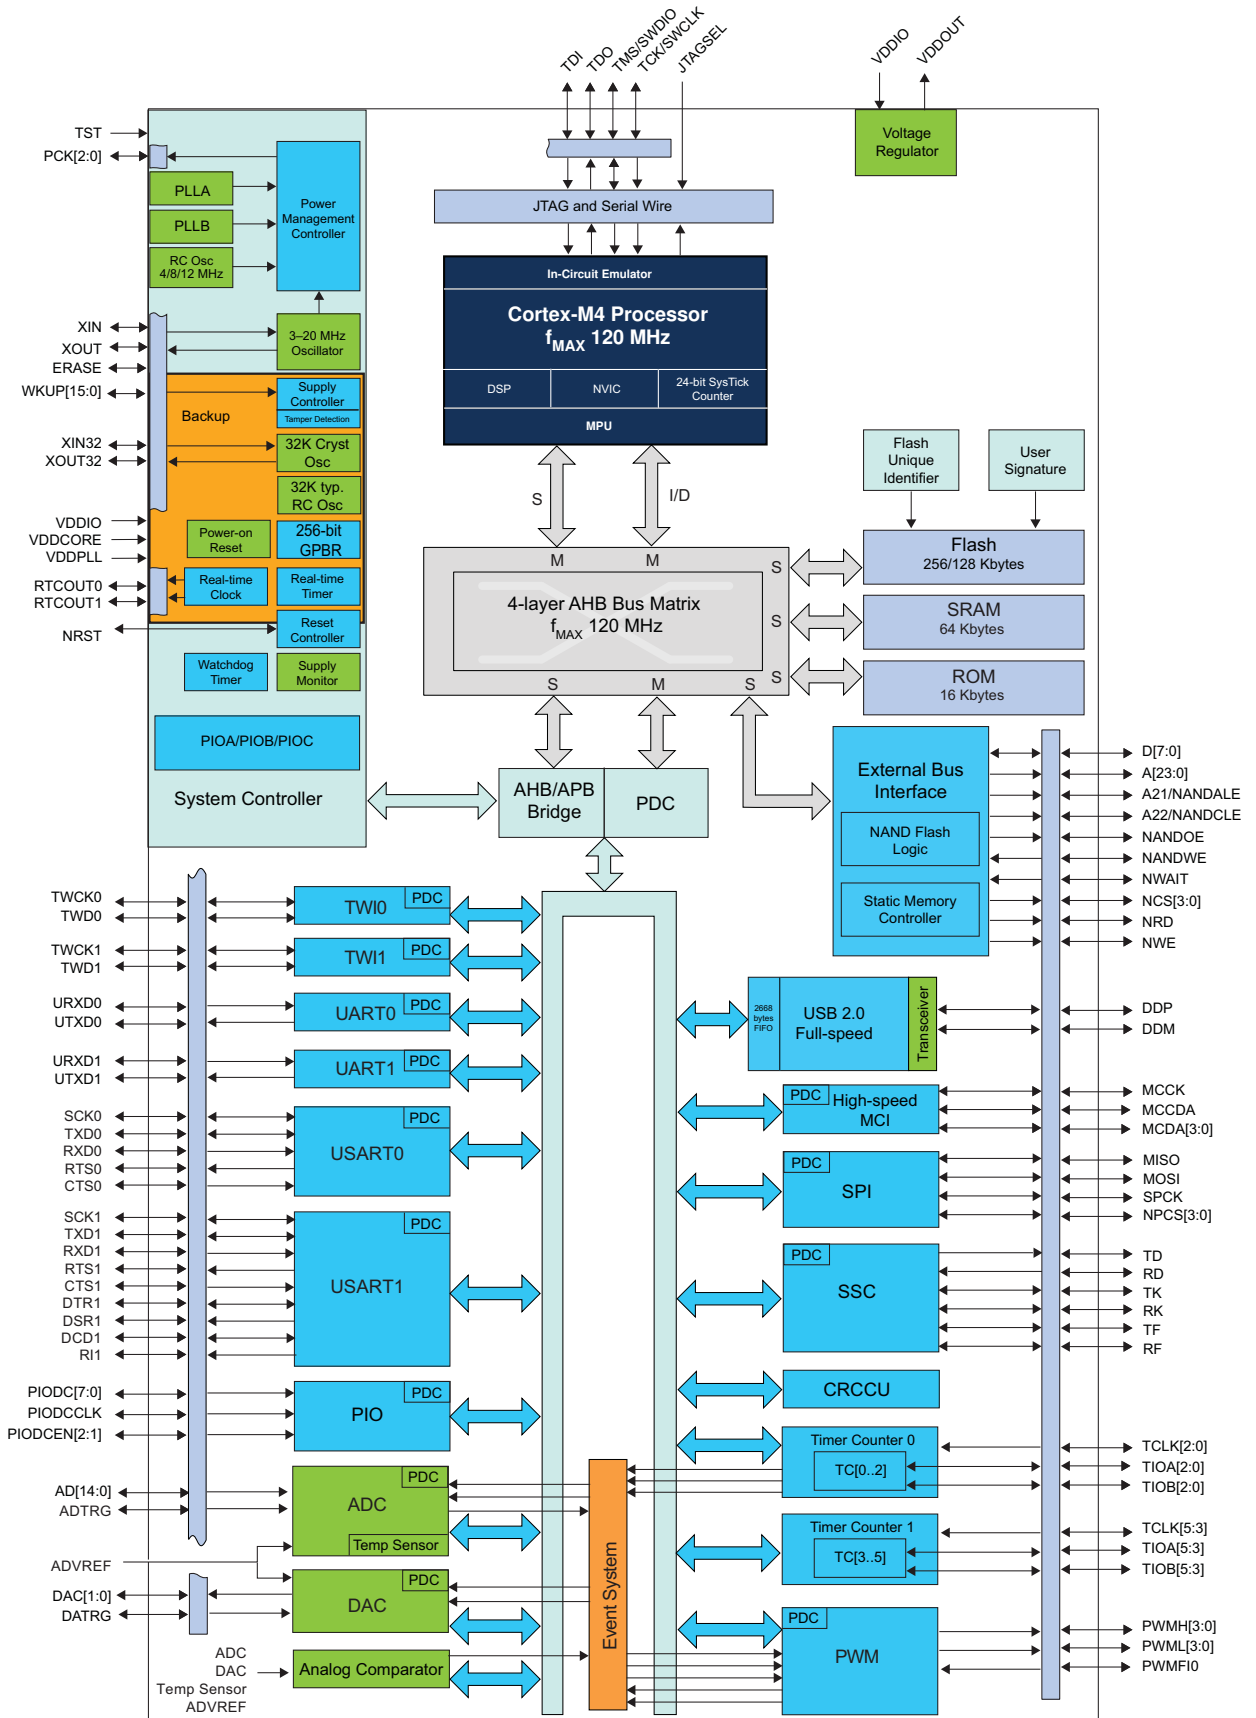 TDI
TDO
TMS/SWDIO
TCK/SWCLK
JTAGSEL
VDDIO
VDDOUT
TST
PCK[2:0]
PLLA
PLLB
RC Osc
4/8/12 MHz
Power
Management
Controller
Voltage
Regulator
JTAG and Serial Wire
In-Circuit Emulator
Cortex-M4 Processor
fMAX 120 MHz
DSP
NVIC
24-bit SysTick
Counter
MPU
XIN
XOUT
ERASE
WKUP[15:0]
XIN32
XOUT32
VDDIO
VDDCORE
VDDPLL
RTCOUT0
RTCOUT1
NRST
3–20 MHz
Oscillator
Backup
Supply
Controller
Tamper Detection
32K Cryst
Osc
32K typ.
RC Osc
Power-on
Reset
256-bit
GPBR
Real-time
Clock
Real-time
Timer
Reset
Controller
Watchdog
Timer
Supply
Monitor
PIOA/PIOB/PIOC
System Controller
S
I/D
M
M
S
S
S
4-layer AHB Bus Matrix
fMAX 120 MHz
S
M
S
Flash
Unique
Identifier
User
Signature
Flash
256/128 Kbytes
SRAM
64 Kbytes
ROM
16 Kbytes
AHB/APB
Bridge
PDC
External Bus
Interface
NAND Flash
Logic
Static Memory
Controller
D[7:0]
A[23:0]
A21/NANDALE
A22/NANDCLE
NANDOE
NANDWE
NWAIT
NCS[3:0]
NRD
NWE
TWCK0
TWD0
TWI0
PDC
TWCK1
TWD1
TWI1
PDC
URXD0
UTXD0
UART0
PDC
URXD1
UTXD1
UART1
PDC
SCK0
TXD0
RXD0
RTS0
CTS0
USART0
PDC
SCK1
TXD1
RXD1
RTS1
CTS1
DTR1
DSR1
DCD1
RI1
USART1
PDC
PIODC[7:0]
PIODCCLK
PIODCEN[2:1]
PIO
PDC
AD[14:0]
ADTRG
ADC
PDC
Temp Sensor
ADVREF
DAC[1:0]
DATRG
DAC
PDC
ADC
DAC
Temp Sensor
ADVREF
Analog Comparator
Event System
2668
bytes
FIFO
USB 2.0
Full-speed
Transceiver
DDP
DDM
PDC
High-speed
MCI
MCCK
MCCDA
MCDA[3:0]
PDC
SPI
MISO
MOSI
SPCK
NPCS[3:0]
PDC
SSC
TD
RD
TK
RK
TF
RF
CRCCU
Timer Counter 0
TC[0..2]
TCLK[2:0]
TIOA[2:0]
TIOB[2:0]
Timer Counter 1
TC[3..5]
TCLK[5:3]
TIOA[5:3]
TIOB[5:3]
PDC
PWM
PWMH[3:0]
PWML[3:0]
PWMFI0